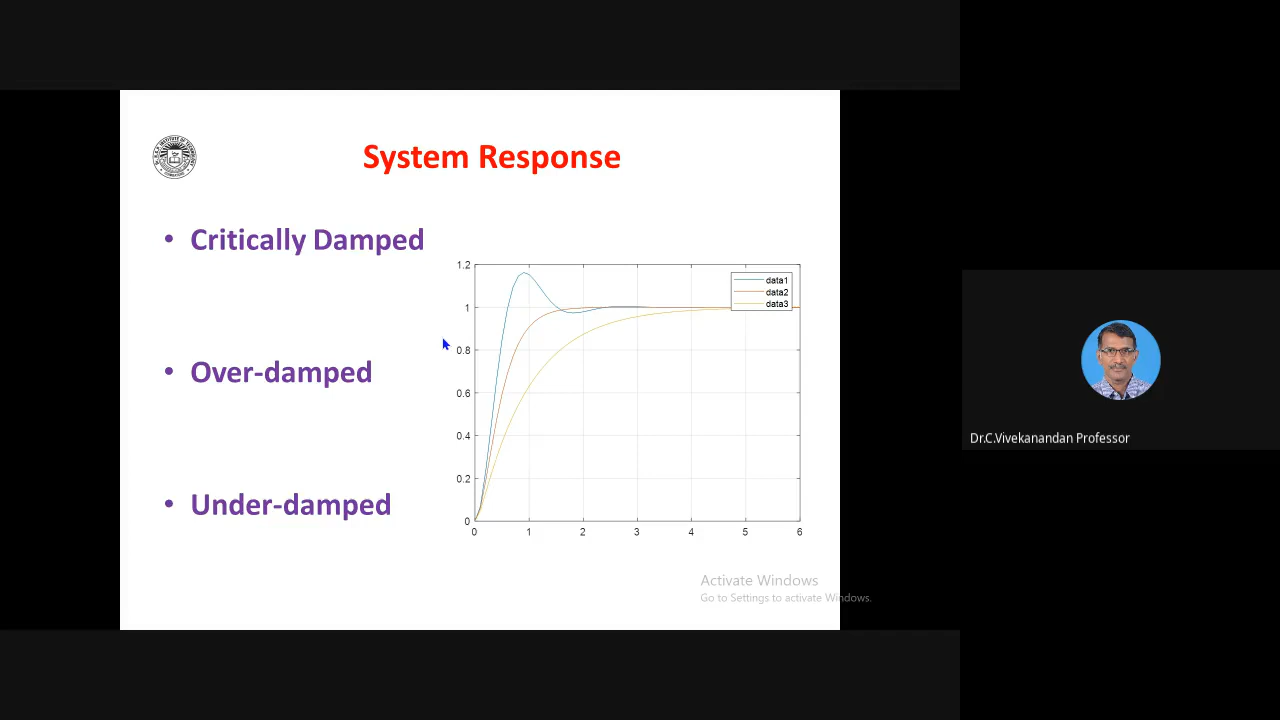 System Response
• Critically Damped
• Over-damped
• Under-damped
1.2
1
0.8
0.6
0.4
0.2
0
0 1 2 3 4 5 6
data1
data2
data3
Activate Windows
Go to Settings to activate Windows.
Dr.C.Vivekanandan Professor